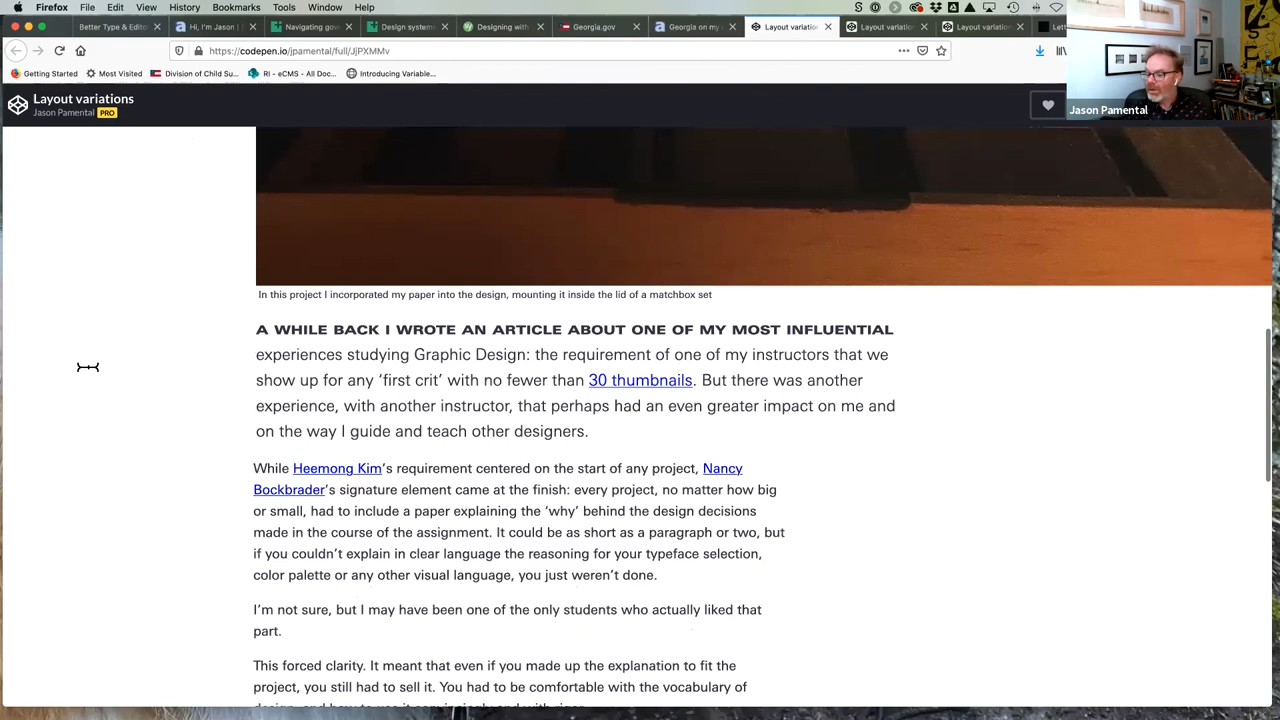 Firefox File Edit View History Bookmarks Tools Window Help
Better Type & Editor
Hi, I'm Jason
Navigating gov
Design system
Designing with
Georgia.gov
Georgia on my
Layout variatio
Layout variation
Layout variation
Lett
https://codepen.io/jpamental/full/JjPXMMv
Getting Started Most Visited Division of Child Su... RI - eCMS - All Doc... Introducing Variable...
Layout variations
Jason Pamental PRO
Jason Pamental
In this project I incorporated my paper into the design, mounting it inside the lid of a matchbox set
A WHILE BACK I WROTE AN ARTICLE ABOUT ONE OF MY MOST INFLUENTIAL
experiences studying Graphic Design: the requirement of one of my instructors that we
show up for any ‘first crit’ with no fewer than 30 thumbnails. But there was another
experience, with another instructor, that perhaps had an even greater impact on me and
on the way I guide and teach other designers.
While Heemong Kim’s requirement centered on the start of any project, Nancy
Bockbrader’s signature element came at the finish: every project, no matter how big
or small, had to include a paper explaining the ‘why’ behind the design decisions
made in the course of the assignment. It could be as short as a paragraph or two, but
if you couldn’t explain in clear language the reasoning for your typeface selection,
color palette or any other visual language, you just weren’t done.
I’m not sure, but I may have been one of the only students who actually liked that
part.
This forced clarity. It meant that even if you made up the explanation to fit the
project, you still had to sell it. You had to be comfortable with the vocabulary of